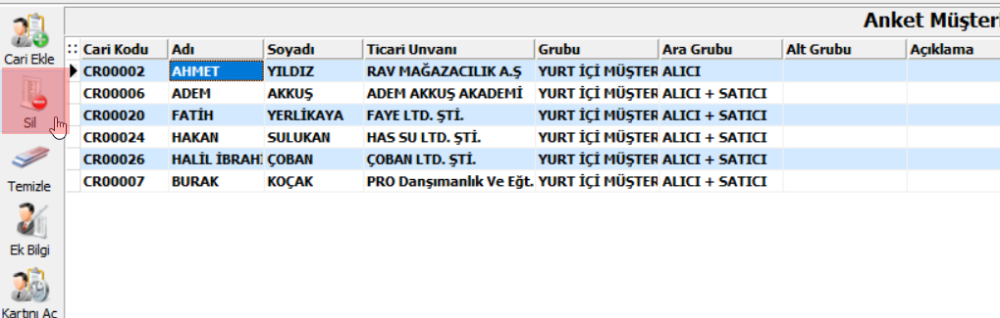 Anket Müşter
Cari Ekle
Sil
Temizle
Ek Bilgi
Kartını Aç
Cari Kodu Adı Soyadı Ticari Unvanı Grubu Ara Grubu Alt Grubu Açıklama
CR00002 AHMET YILDIZ RAV MAĞAZACILIK A.Ş YURT İÇİ MÜŞTER ALICI
CR00006 ADEM AKKUŞ ADEM AKKUŞ AKADEMİ YURT İÇİ MÜŞTER ALICI + SATICI
CR00020 FATİH YERLİKAYA FAYE LTD. ŞTİ. YURT İÇİ MÜŞTER ALICI + SATICI
CR00024 HAKAN SULUKAN HAS SU LTD. ŞTİ. YURT İÇİ MÜŞTER ALICI + SATICI
CR00026 HALİL İBRAHİ ÇOBAN ÇOBAN LTD. ŞTİ. YURT İÇİ MÜŞTER ALICI + SATICI
CR00007 BURAK KOÇAK PRO Danşımanlık Ve Eğt. YURT İÇİ MÜŞTER ALICI + SATICI